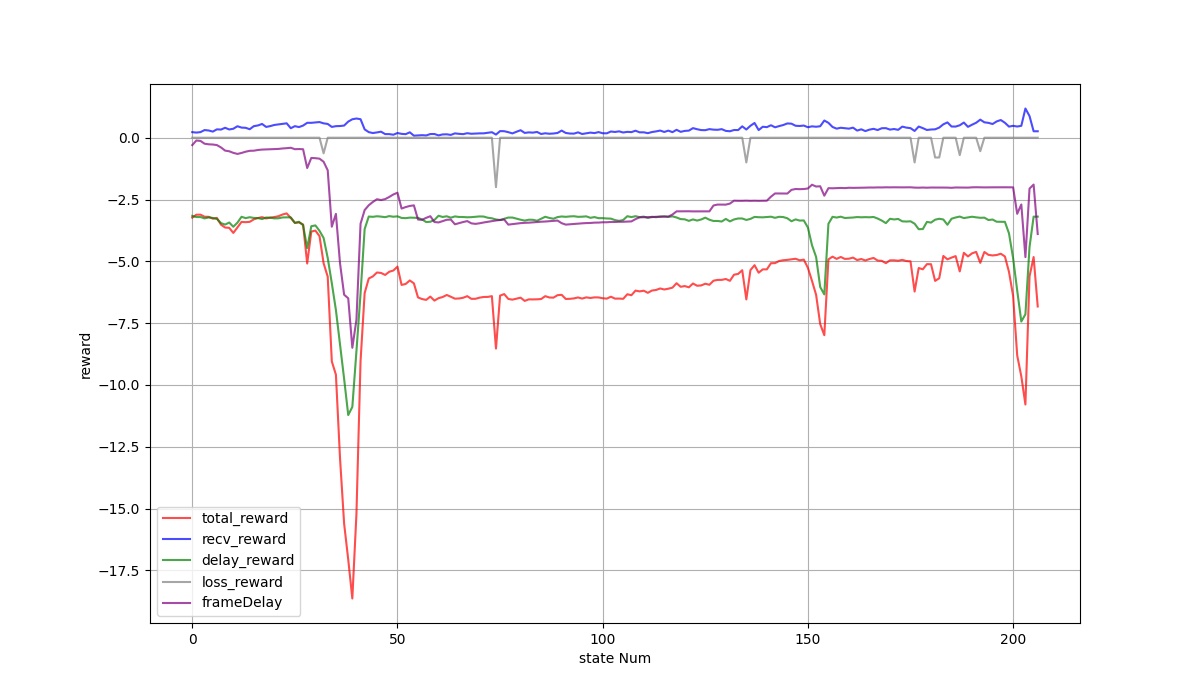 0.0
−2.5
−5.0
−7.5
−10.0
−12.5
−15.0
−17.5
reward
total_reward
recv_reward
delay_reward
loss_reward
frameDelay
0 50 100 150 200
state Num